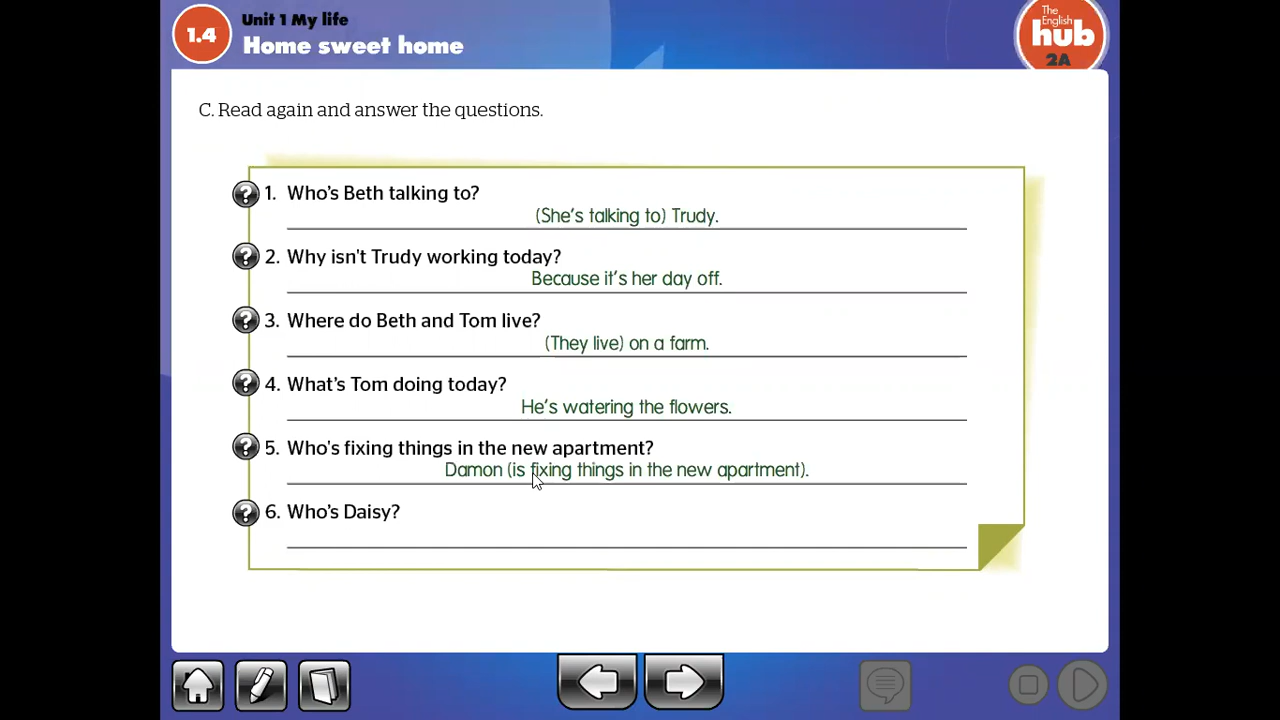 1.4
Unit 1 My life
Home sweet home
The
English
hub
2A
C. Read again and answer the questions.
1. Who's Beth talking to?
(She's talking to) Trudy.
2. Why isn't Trudy working today?
Because it's her day off.
3. Where do Beth and Tom live?
(They live) on a farm.
4. What's Tom doing today?
He's watering the flowers.
5. Who's fixing things in the new apartment?
Damon (is fixing things in the new apartment).
6. Who's Daisy?